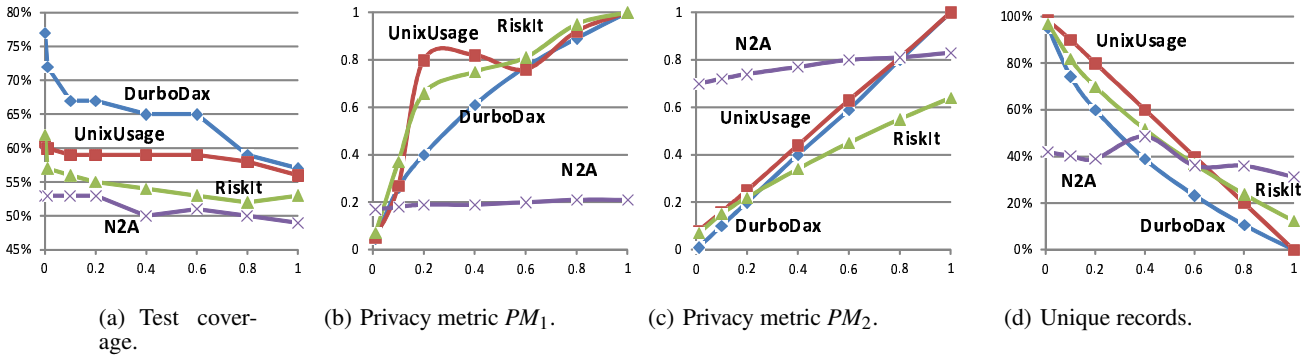 80%
75%
70%
65%
60%
55%
50%
45%
0 0.2 0.4 0.6 0.8 1
DurboDax
UnixUsage
RiskIt
N2A
(a) Test cover-
age.
1
0.8
0.6
0.4
0.2
0
0 0.2 0.4 0.6 0.8 1
UnixUsage
RiskIt
DurboDax
N2A
(b) Privacy metric PM1.
1
0.8
0.6
0.4
0.2
0
0 0.2 0.4 0.6 0.8 1
N2A
UnixUsage
RiskIt
DurboDax
(c) Privacy metric PM2.
100%
80%
60%
40%
20%
0%
0 0.2 0.4 0.6 0.8 1
UnixUsage
N2A
RiskIt
DurboDax
(d) Unique records.